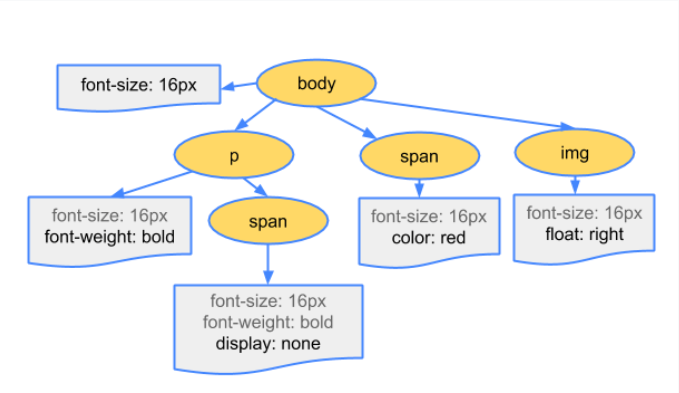 body
font-size: 16px
p
span
img
font-size: 16px
font-weight: bold
span
font-size: 16px
color: red
font-size: 16px
float: right
font-size: 16px
font-weight: bold
display: none